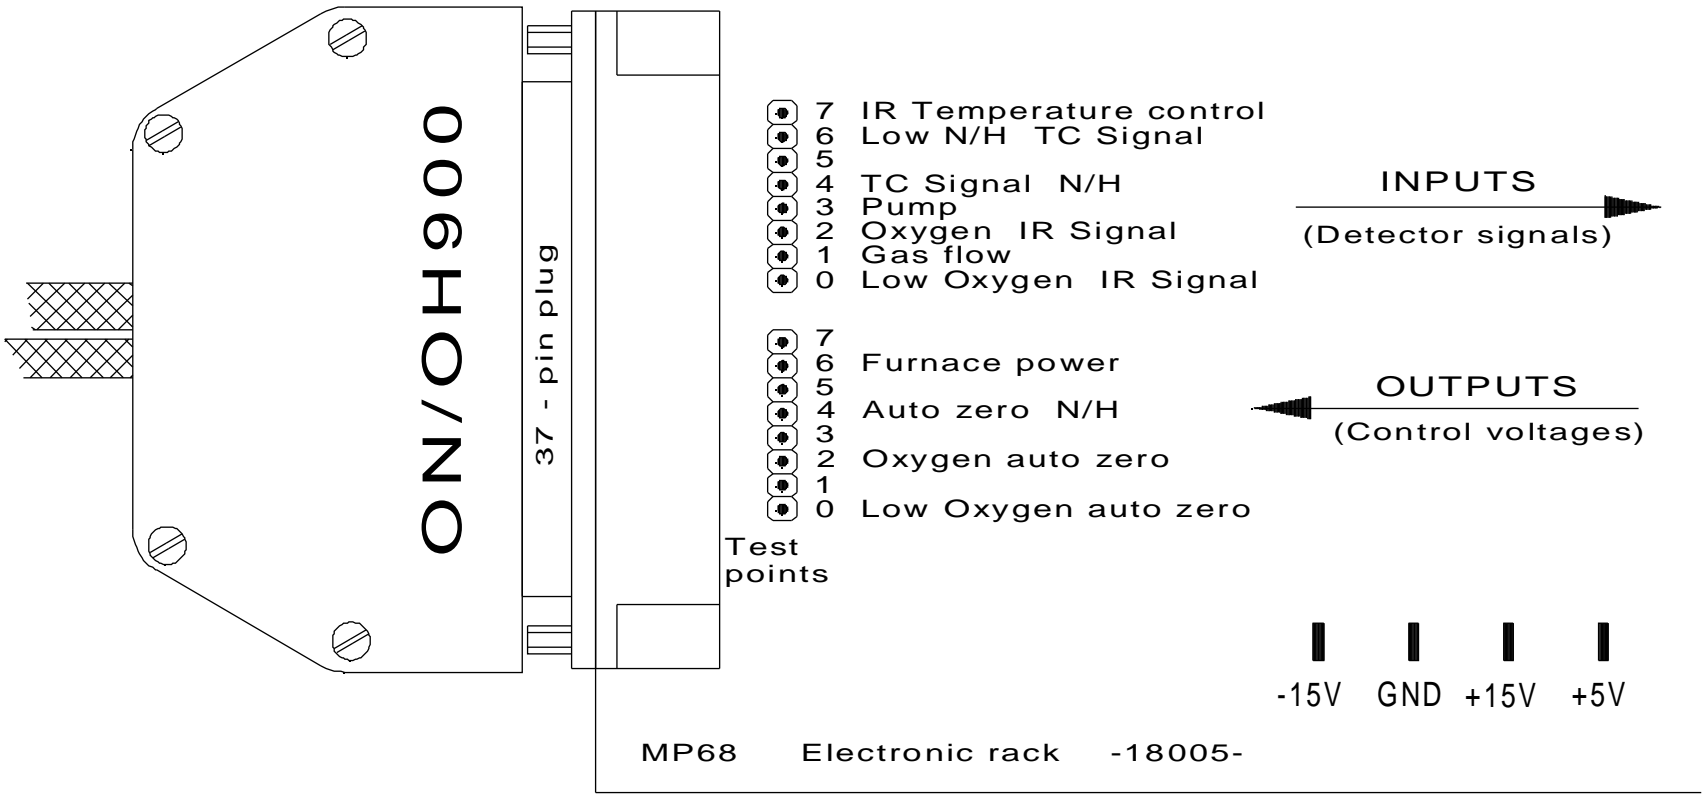 ON/OH900
37 - pin plug
7 IR Temperature control
6 Low N/H TC Signal
5
4 TC Signal N/H
3 Pump
2 Oxygen IR Signal
1 Gas flow
0 Low Oxygen IR Signal
INPUTS
(Detector signals)
7
6 Furnace power
5
4 Auto zero N/H
3
2 Oxygen auto zero
1
0 Low Oxygen auto zero
OUTPUTS
(Control voltages)
Test
points
-15V GND +15V +5V
MP68 Electronic rack -18005-